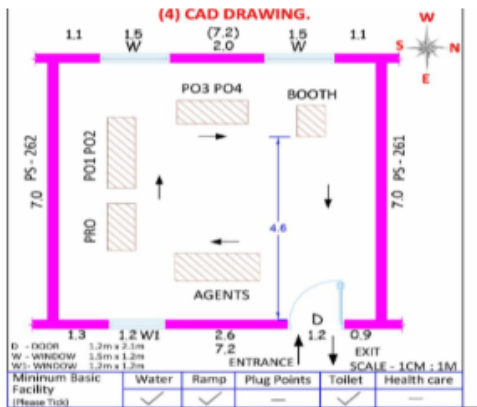 (4) CAD DRAWING.
W
S N
E
1.1 1.5 (7.2) 1.5 1.1
W 2.0 W
PO3 PO4
BOOTH
PS - 262
7.0
PO1 PO2
PRO
4.6
PS - 261
7.0
AGENTS
D
1.3 1.2 W1 2.6 1.2 0.9
7.2
ENTRANCE
EXIT
D - DOOR 1.2m x 2.1m
W - WINDOW 1.5m x 1.2m
W1- WINDOW 1.2m x 1.2m
SCALE - 1CM : 1M
Mininum Basic Facility (Please Tick)
Water Ramp Plug Points Toilet Health care